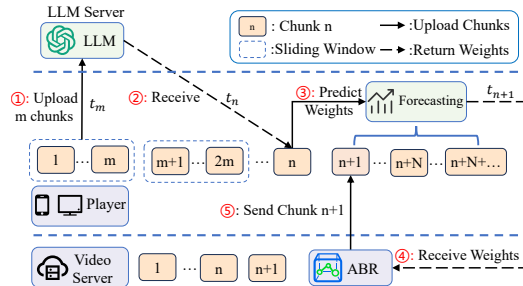 LLM Server
LLM
n : Chunk n
:Upload Chunks
: Sliding Window
:Return Weights
①: Upload
m chunks
t_m
②: Receive
t_n
③: Predict
Weights
Forecasting
t_{n+1}
1 ... m
m+1 ... 2m ... n
n+1 ... n+N ... n+N+...
Player
⑤: Send Chunk n+1
Video
Server
1 ... n n+1
ABR
④: Receive Weights